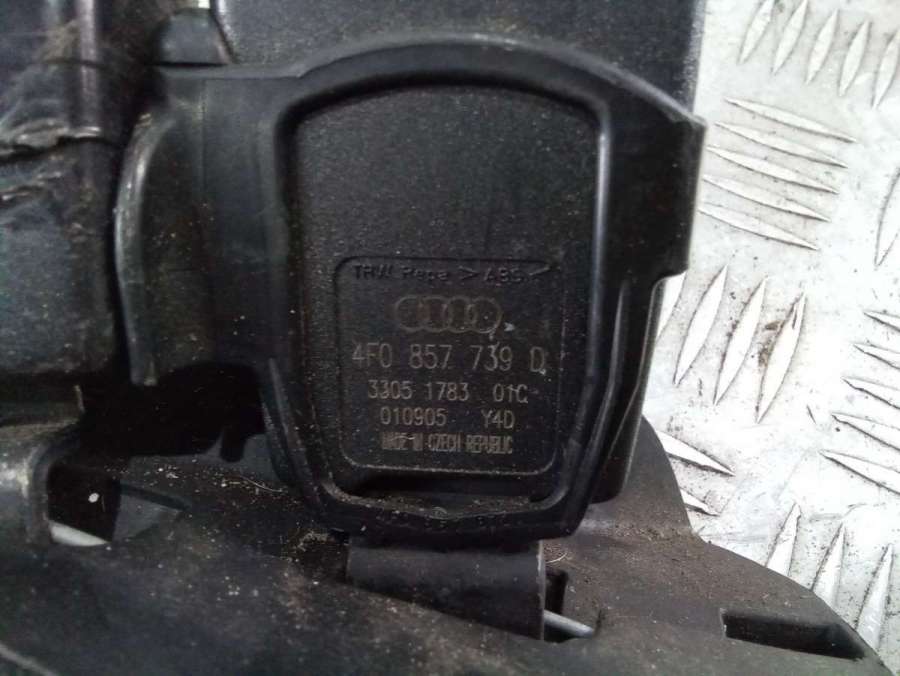 TRW Repa >ABS<
4F0 857 739 D
3305 1783 01C
010905 Y4D
MADE IN CZECH REPUBLIC